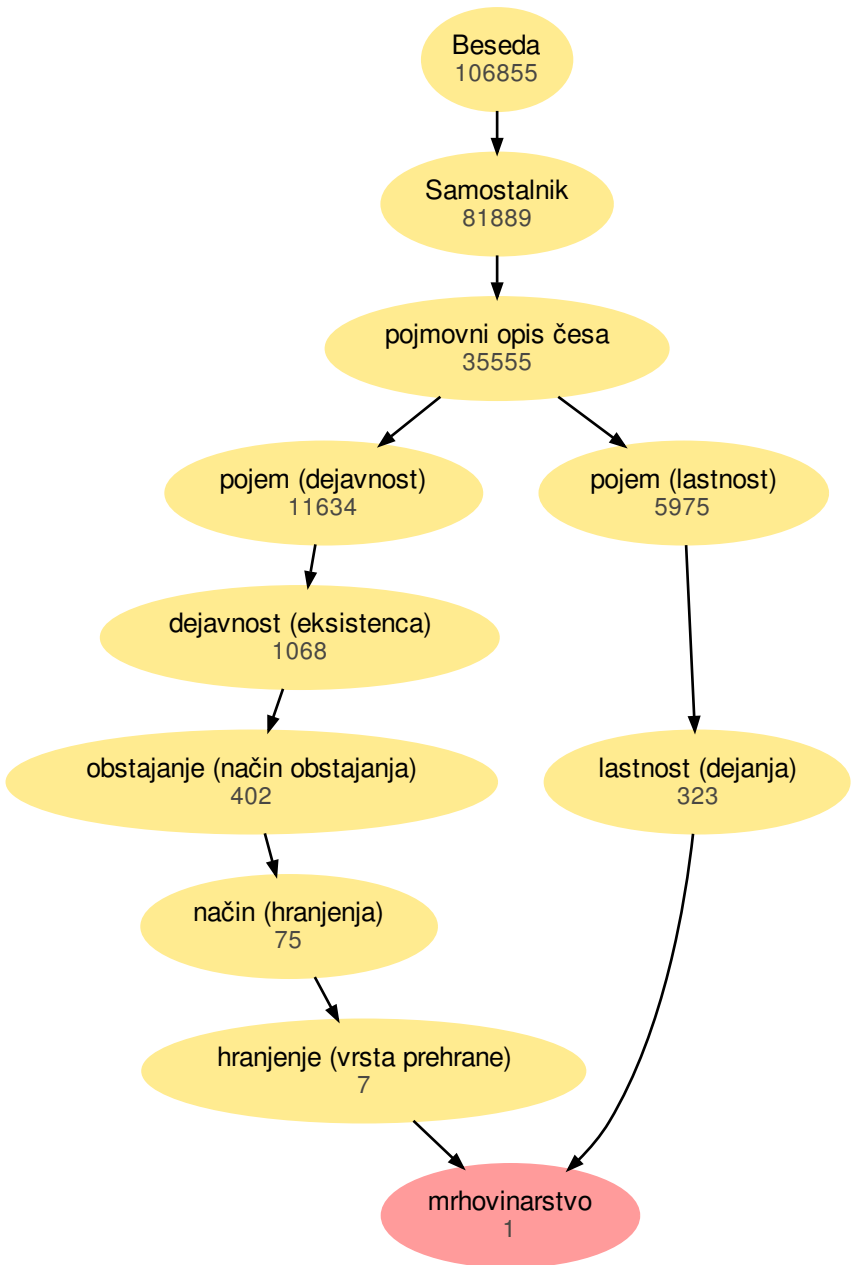 Beseda
106855
Samostalnik
81889
pojmovni opis česa
35555
pojem (dejavnost)
11634
pojem (lastnost)
5975
dejavnost (eksistenca)
1068
obstajanje (način obstajanja)
402
lastnost (dejanja)
323
način (hranjenja)
75
hranjenje (vrsta prehrane)
7
mrhovinarstvo
1